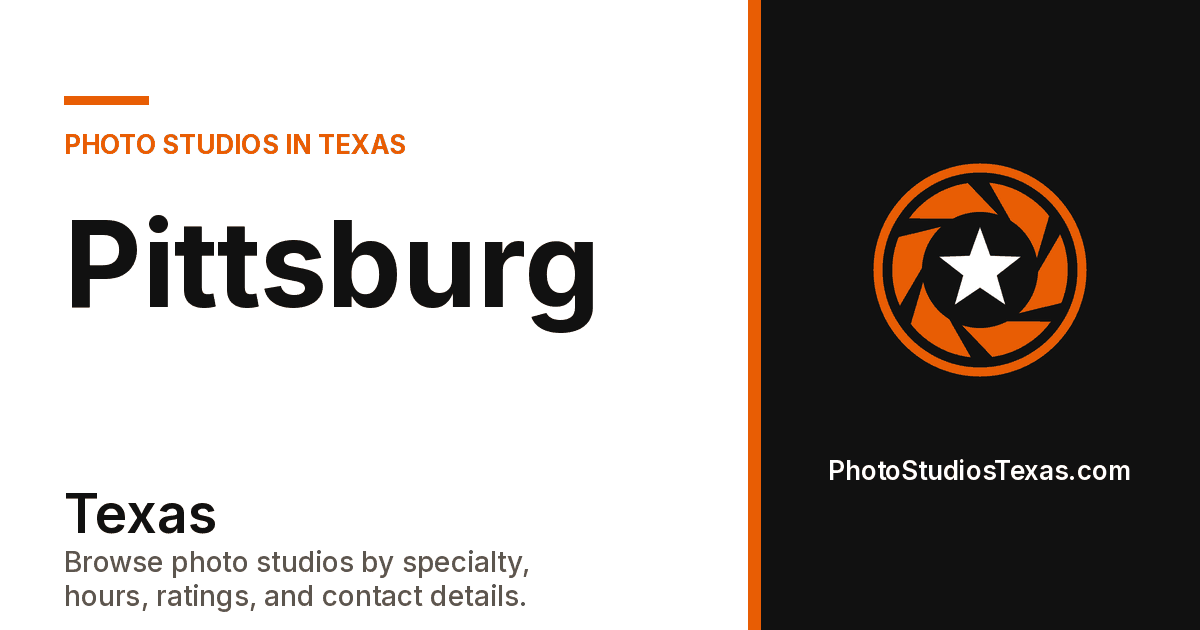 PHOTO STUDIOS IN TEXAS
Pittsburg
Texas
Browse photo studios by specialty,
hours, ratings, and contact details.
PhotoStudiosTexas.com